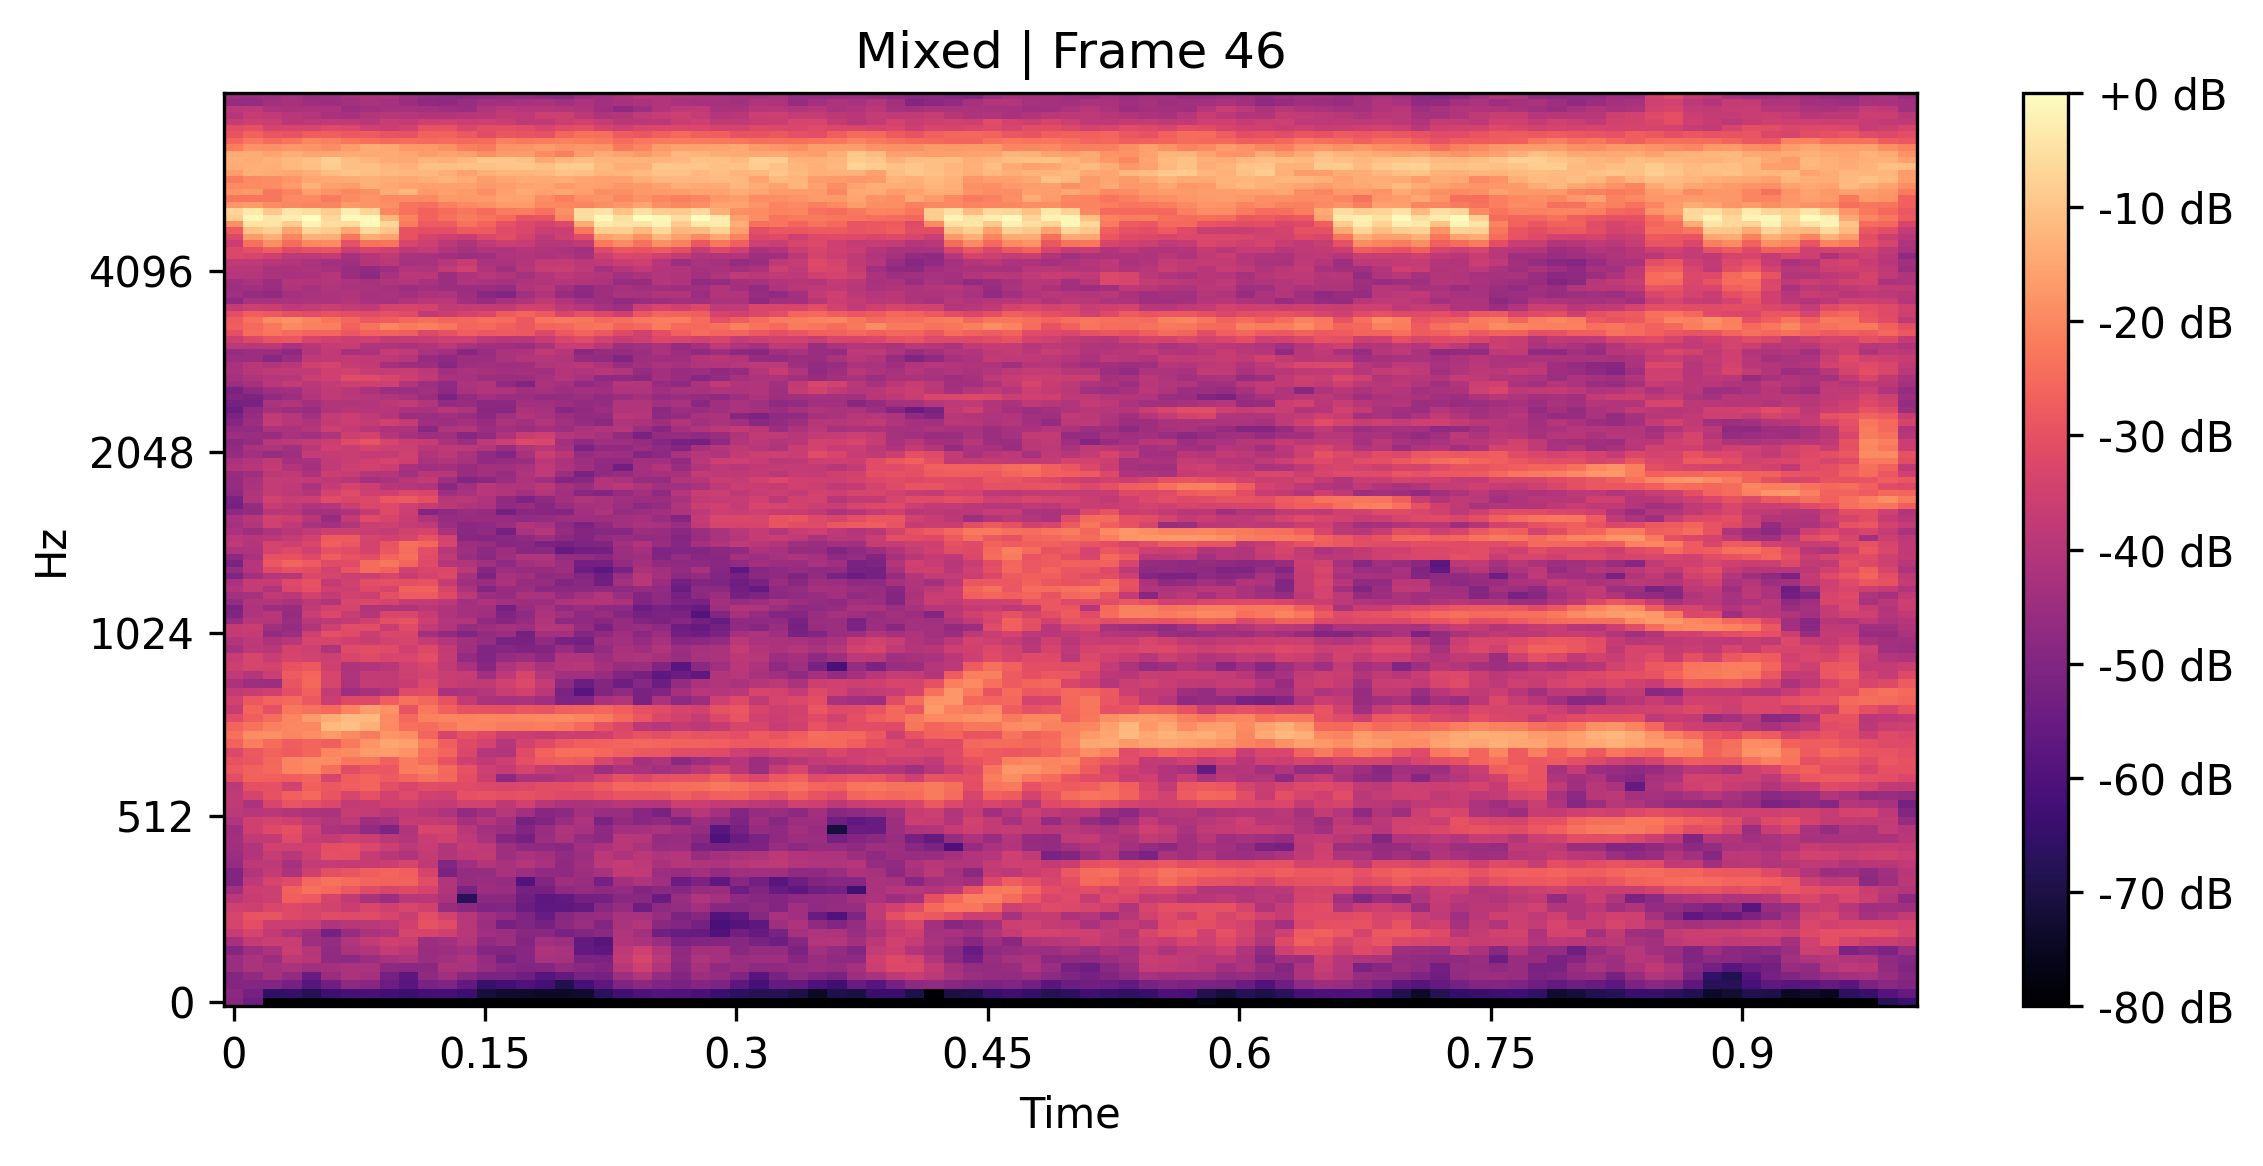 Mixed | Frame 46
Hz
4096
2048
1024
512
0
0 0.15 0.3 0.45 0.6 0.75 0.9
Time
+0 dB
-10 dB
-20 dB
-30 dB
-40 dB
-50 dB
-60 dB
-70 dB
-80 dB